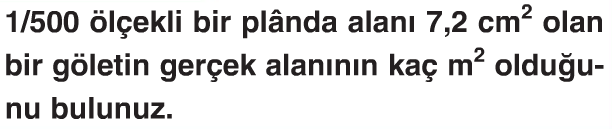 1/500 ölçekli bir plânda alanı 7,2 cm² olan
bir göletin gerçek alanının kaç m² olduğu-
nu bulunuz.